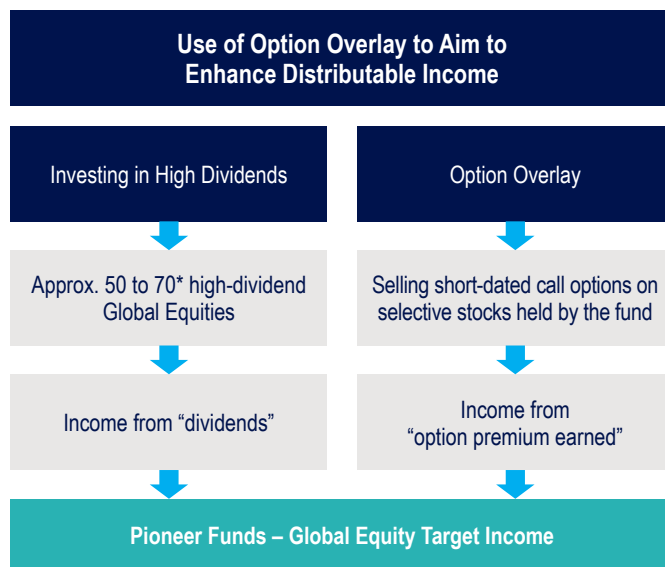 Use of Option Overlay to Aim to
Enhance Distributable Income
Investing in High Dividends
Option Overlay
Approx. 50 to 70* high-dividend
Global Equities
Selling short-dated call options on
selective stocks held by the fund
Income from “dividends”
Income from
“option premium earned”
Pioneer Funds – Global Equity Target Income